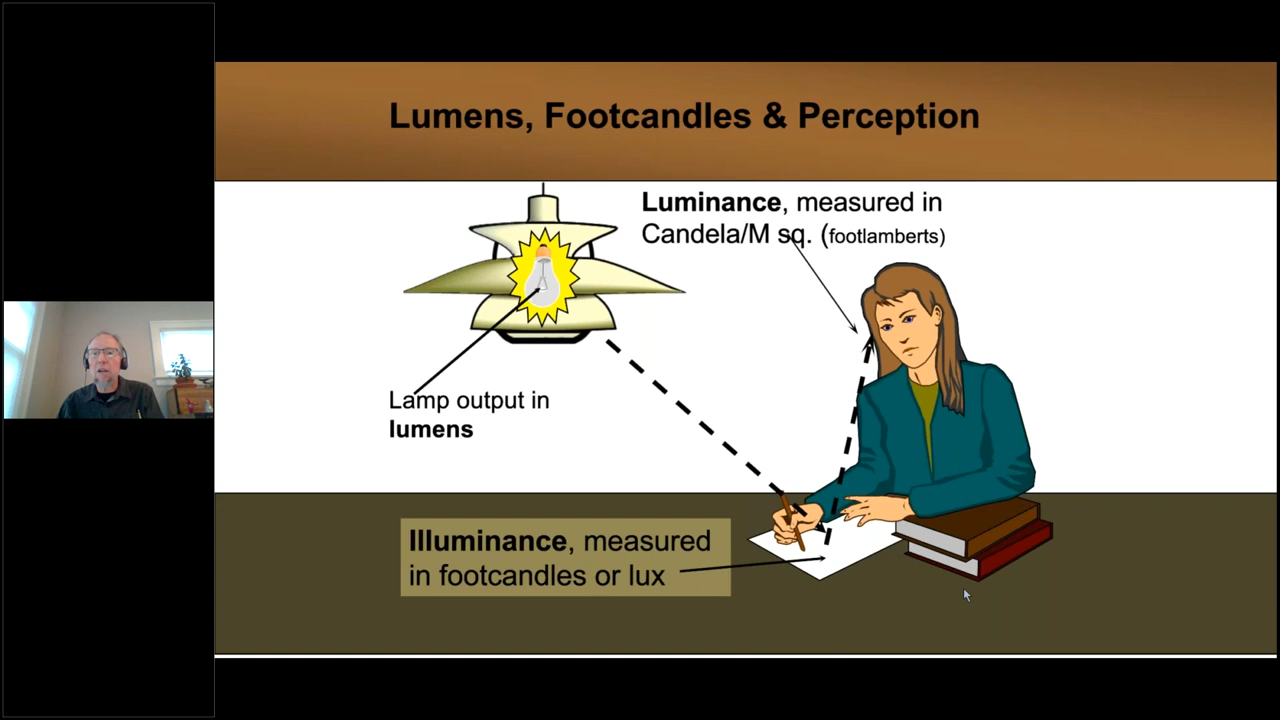 Lumens, Footcandles & Perception
Luminance, measured in
Candela/M sq. (footlamberts)
Lamp output in
lumens
Illuminance, measured
in footcandles or lux